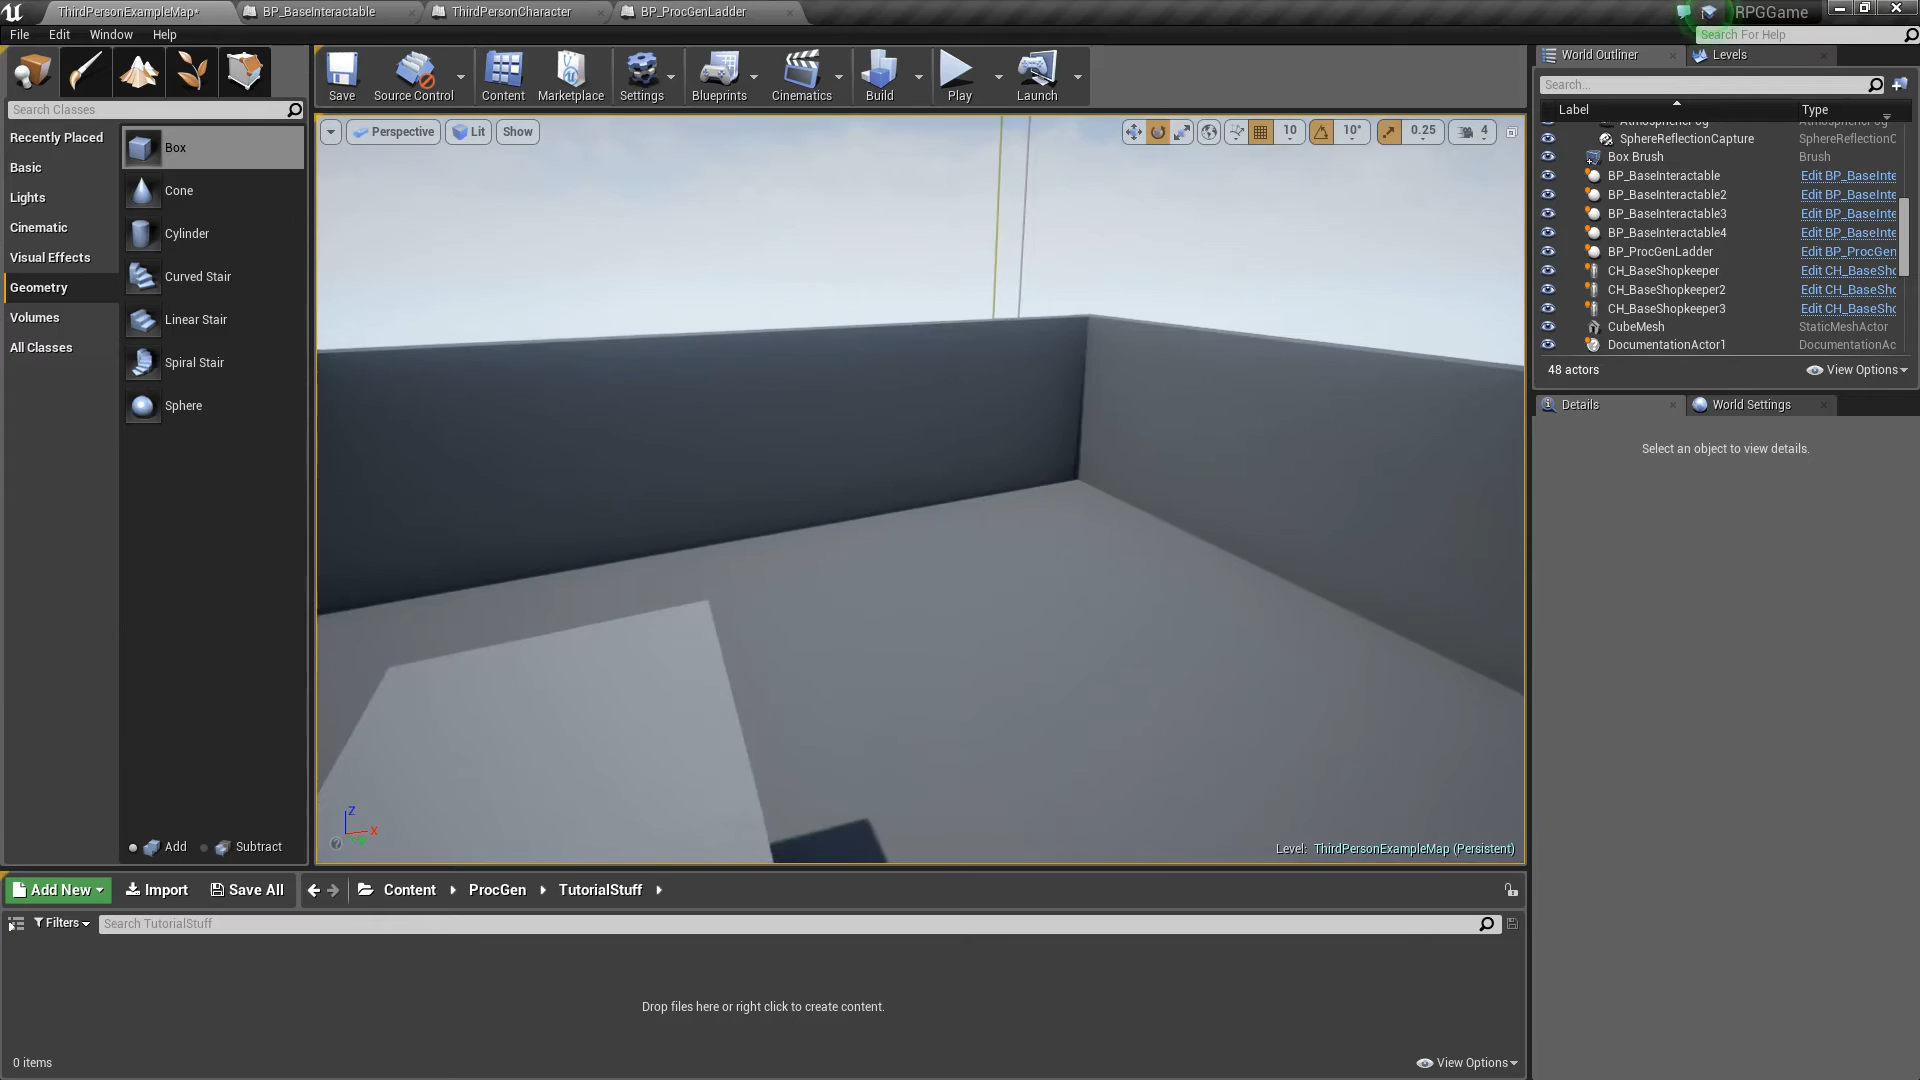 ThirdPersonExampleMap*
BP_BaseInteractable
ThirdPersonCharacter
BP_ProcGenLadder
RPGGame
File Edit Window Help
Search For Help
Save
Source Control
Content
Marketplace
Settings
Blueprints
Cinematics
Build
Play
Launch
Search Classes
Recently Placed
Basic
Lights
Cinematic
Visual Effects
Geometry
Volumes
All Classes
Box
Cone
Cylinder
Curved Stair
Linear Stair
Spiral Stair
Sphere
Add
Subtract
Perspective
Lit
Show
10
10°
0.25
4
Z
X
Level: ThirdPersonExampleMap (Persistent)
World Outliner
Levels
Search...
Label
Type
AtmosphericFog
SphereReflectionCapture SphereReflectionC
Box Brush Brush
BP_BaseInteractable Edit BP_BaseInte
BP_BaseInteractable2 Edit BP_BaseInte
BP_BaseInteractable3 Edit BP_BaseInte
BP_BaseInteractable4 Edit BP_BaseInte
BP_ProcGenLadder Edit BP_ProcGen
CH_BaseShopkeeper Edit CH_BaseSho
CH_BaseShopkeeper2 Edit CH_BaseSho
CH_BaseShopkeeper3 Edit CH_BaseSho
CubeMesh StaticMeshActor
DocumentationActor1 DocumentationAc
48 actors
View Options
Details
World Settings
Select an object to view details.
Add New
Import
Save All
Content
ProcGen
TutorialStuff
Filters
Search TutorialStuff
Drop files here or right click to create content.
0 items
View Options